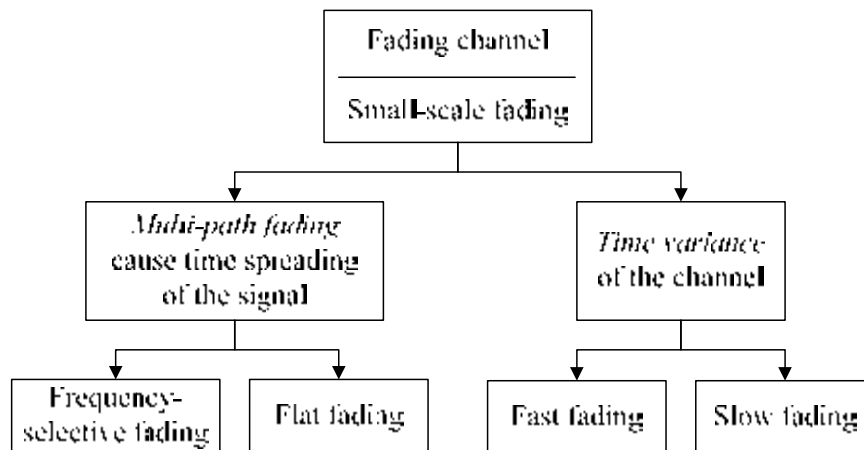 Fading channel
Small-scale fading
Multi-path fading
cause time spreading
of the signal
Time variance
of the channel
Frequency-
selective fading
Flat fading
Fast fading
Slow fading